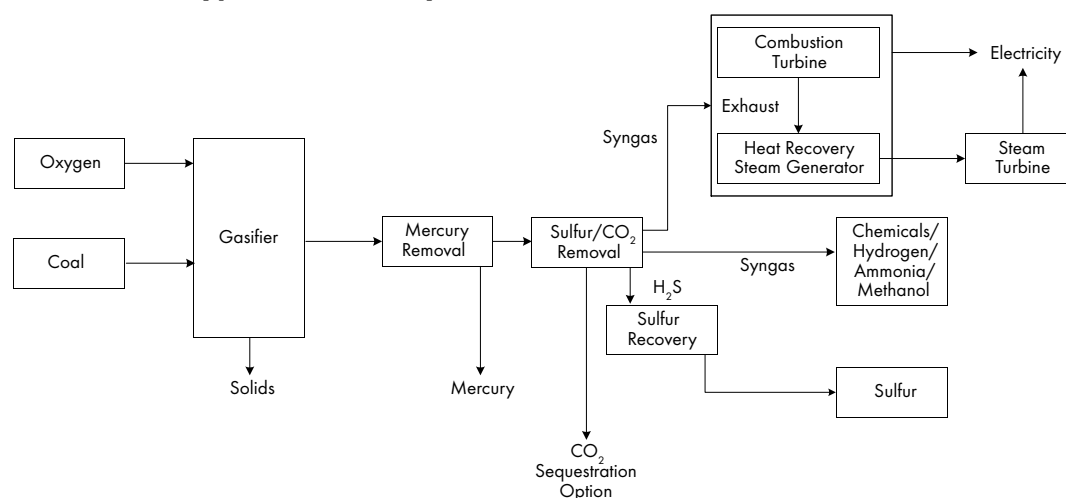 Combustion
Turbine
Electricity
Exhaust
Syngas
Oxygen
Heat Recovery
Steam Generator
Steam
Turbine
Gasifier
Mercury
Removal
Sulfur/CO₂
Removal
Chemicals/
Hydrogen/
Ammonia/
Methanol
Coal
Syngas
H₂S
Sulfur
Recovery
Solids
Mercury
Sulfur
CO₂
Sequestration
Option